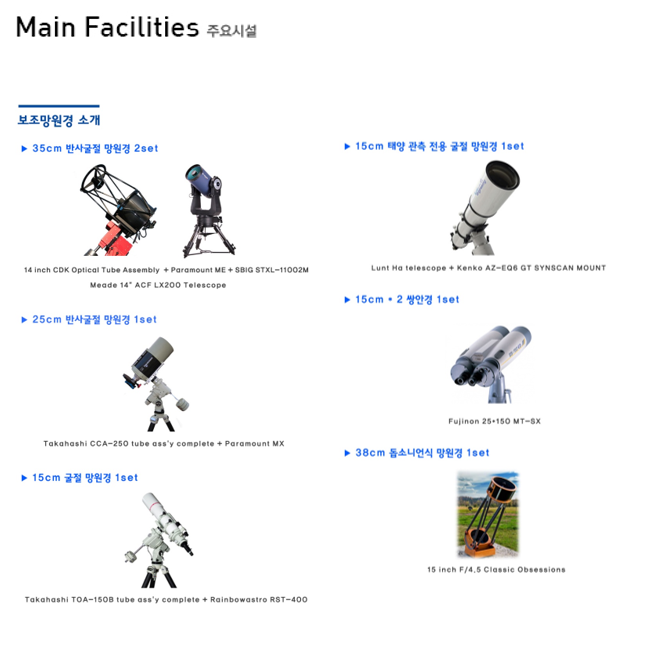 Main Facilities 주요시설
보조망원경 소개
▶ 35cm 반사굴절 망원경 2set
14 inch CDK Optical Tube Assembly + Paramount ME + SBIG STXL-11002M
Meade 14" ACF LX200 Telescope
▶ 25cm 반사굴절 망원경 1set
Takahashi CCA-250 tube ass'y complete + Paramount MX
▶ 15cm 굴절 망원경 1set
Takahashi TOA-150B tube ass'y complete + Rainbowastro RST-400
▶ 15cm 태양 관측 전용 굴절 망원경 1set
Lunt Ha telescope + Kenko AZ-EQ6 GT SYNSCAN MOUNT
▶ 15cm * 2 쌍안경 1set
Fujinon 25*150 MT-SX
▶ 38cm 돕소니언식 망원경 1set
15 inch F/4.5 Classic Obsessions